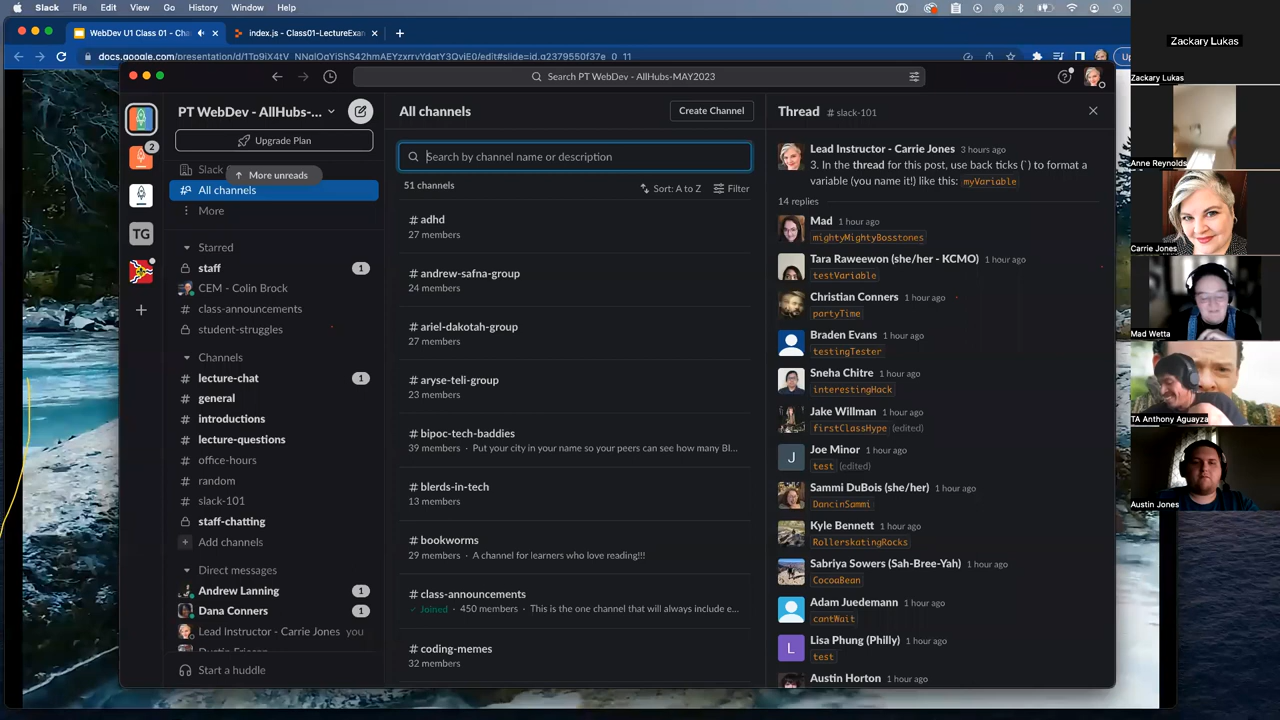 Slack File Edit View Go History Window Help
WebDev U1 Class 01 - Cha
index.js - Class01-LectureExan
docs.google.com/presentation/d/
Search PT WebDev - AllHubs-MAY2023
PT WebDev - AllHubs-...
Upgrade Plan
Slack
More unreads
All channels
More
Starred
staff 1
CEM - Colin Brock
class-announcements
student-struggles
Channels
lecture-chat 1
general
introductions
lecture-questions
office-hours
random
slack-101
staff-chatting
Add channels
Direct messages
Andrew Lanning 1
Dana Conners 1
Lead Instructor - Carrie Jones you
Start a huddle
2
TG
All channels
Create Channel
Search by channel name or description
51 channels
Sort: A to Z Filter
# adhd
27 members
# andrew-safna-group
24 members
# ariel-dakotah-group
27 members
# aryse-teli-group
23 members
# bipoc-tech-baddies
39 members · Put your city in your name so your peers can see how many BI...
# blerds-in-tech
13 members
# bookworms
29 members · A channel for learners who love reading!!!
# class-announcements
✓ Joined · 450 members · This is the one channel that will always include e...
# coding-memes
32 members
Thread # slack-101
Lead Instructor - Carrie Jones 3 hours ago
3. In the thread for this post, use back ticks (`) to format a
variable (you name it!) like this: myVariable
14 replies
Mad 1 hour ago
mightyMightyBosstones
Tara Raweewon (she/her - KCMO) 1 hour ago
testVariable
Christian Conners 1 hour ago
partyTime
Braden Evans 1 hour ago
testingTester
Sneha Chitre 1 hour ago
interestingHack
Jake Willman 1 hour ago
firstClassHype (edited)
J
Joe Minor 1 hour ago
test (edited)
Sammi DuBois (she/her) 1 hour ago
DancinSammi
Kyle Bennett 1 hour ago
RollerskatingRocks
Sabriya Sowers (Sah-Bree-Yah) 1 hour ago
CocoaBean
Adam Juedemann 1 hour ago
cantWait
L
Lisa Phung (Philly) 1 hour ago
test
Austin Horton 1 hour ago
Zackary Lukas
Zackary Lukas
Anne Reynolds
Carrie Jones
Mad Wetta
TA Anthony Aguayza
Austin Jones